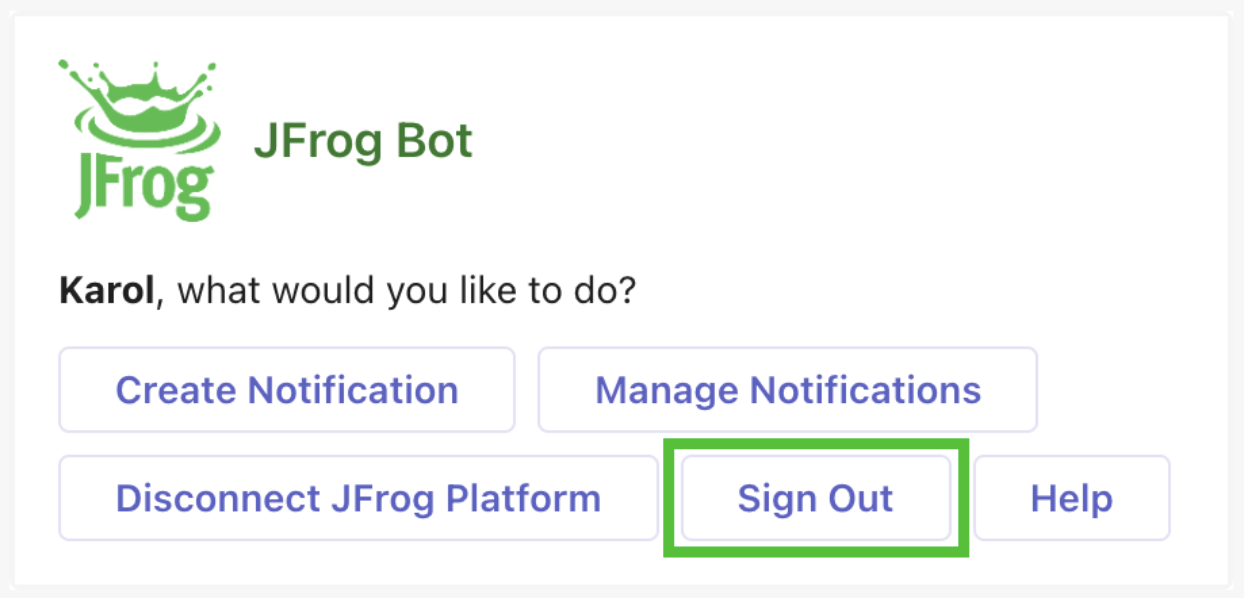 JFrog
JFrog Bot
Karol, what would you like to do?
Create Notification
Manage Notifications
Disconnect JFrog Platform
Sign Out
Help